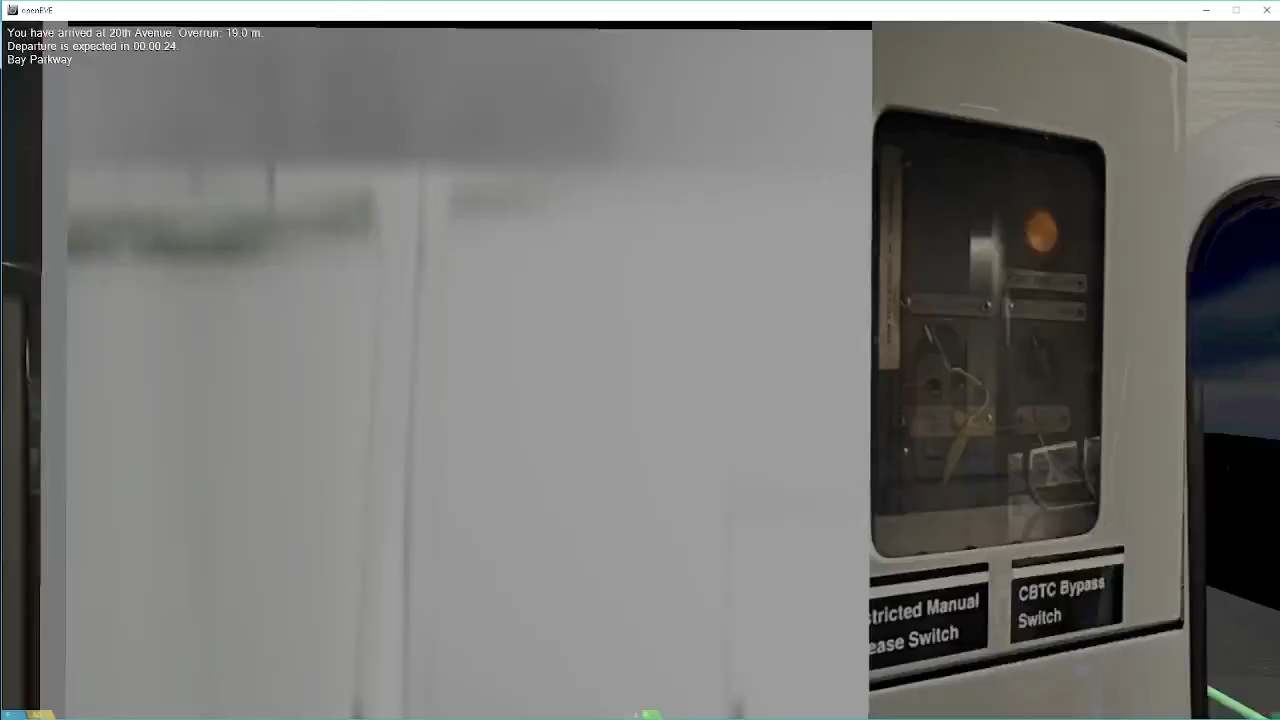 openBVE
You have arrived at 20th Avenue. Overrun: 19.0 m.
Departure is expected in 00:00:24.
Bay Parkway
stricted Manual
ease Switch
CBTC Bypass
Switch